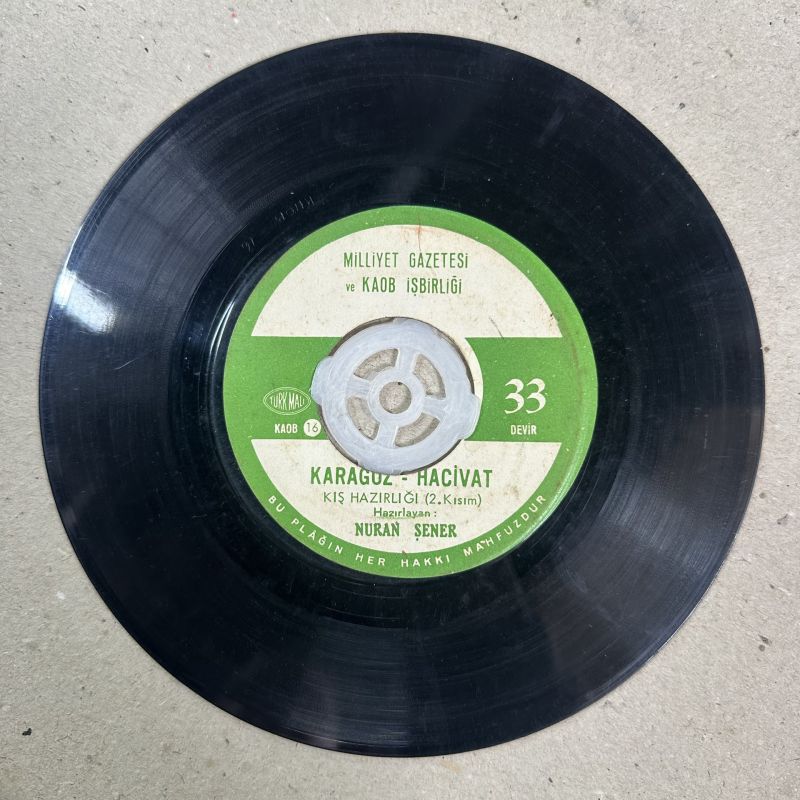 MİLLİYET GAZETESİ
ve KAOB İŞBİRLİĞİ
TÜRK MALI
33
KAOB 16
DEVİR
KARAGÖZ - HACİVAT
KIŞ HAZIRLIĞI (2.Kısım)
Hazırlayan :
NURAN ŞENER
BU PLÂĞIN HER HAKKI MAHFUZDUR